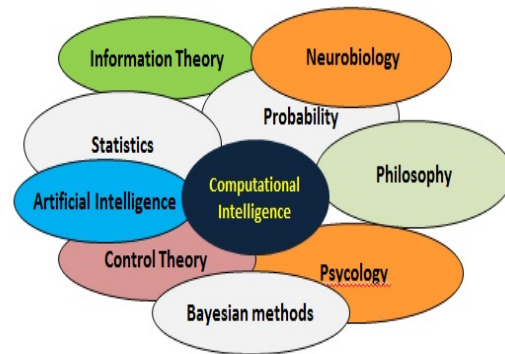 Information Theory
Neurobiology
Probability
Statistics
Philosophy
Artificial Intelligence
Computational
Intelligence
Control Theory
Psycology
Bayesian methods